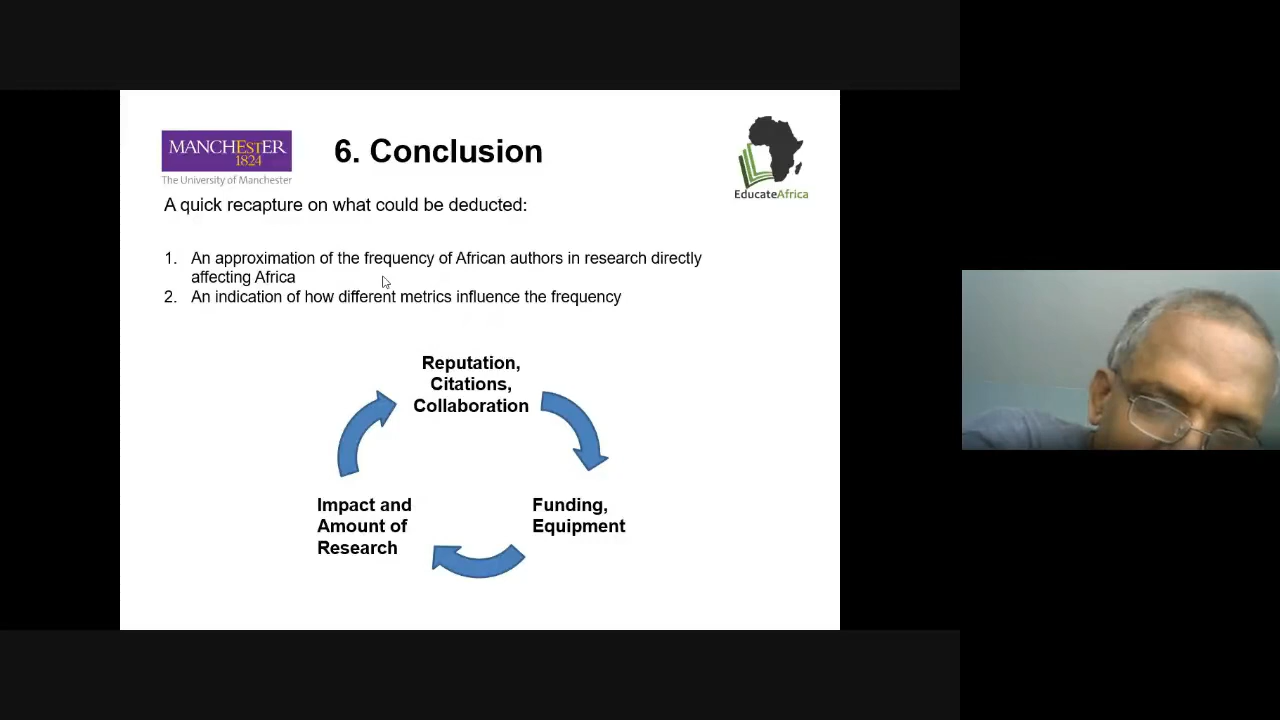 MANCHESTER
1824
The University of Manchester
6. Conclusion
EducateAfrica
A quick recapture on what could be deducted:
1. An approximation of the frequency of African authors in research directly
affecting Africa
2. An indication of how different metrics influence the frequency
Reputation,
Citations,
Collaboration
Funding,
Equipment
Impact and
Amount of
Research